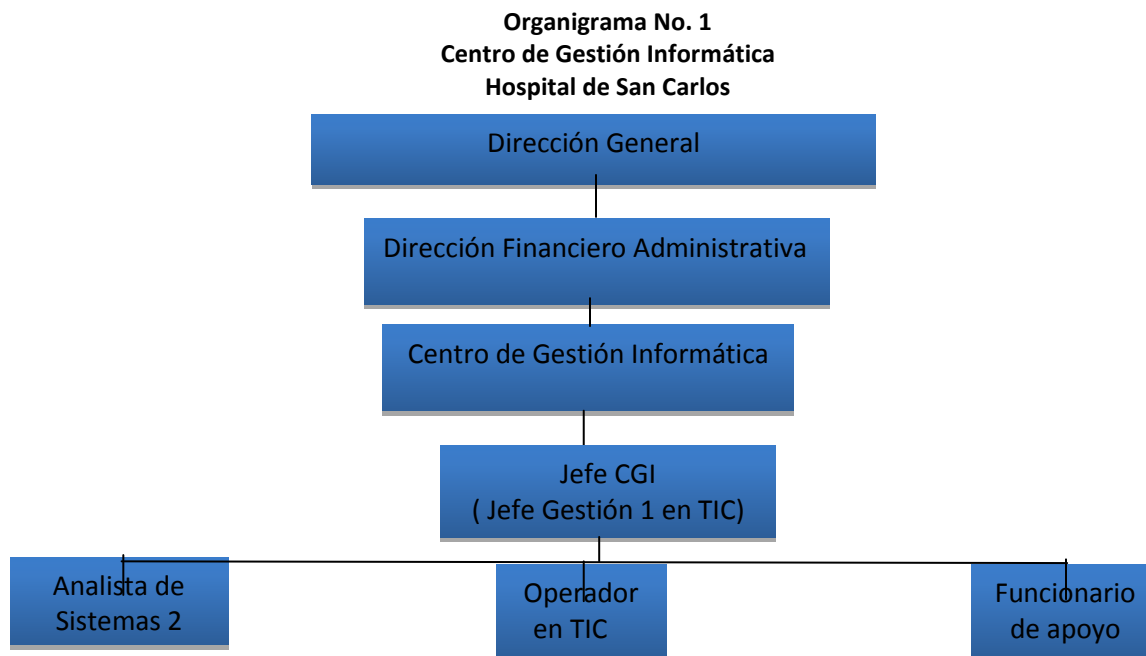 Organigrama No. 1
Centro de Gestión Informática
Hospital de San Carlos
Dirección General
Dirección Financiero Administrativa
Centro de Gestión Informática
Jefe CGI
( Jefe Gestión 1 en TIC)
Analista de
Sistemas 2
Operador
en TIC
Funcionario
de apoyo